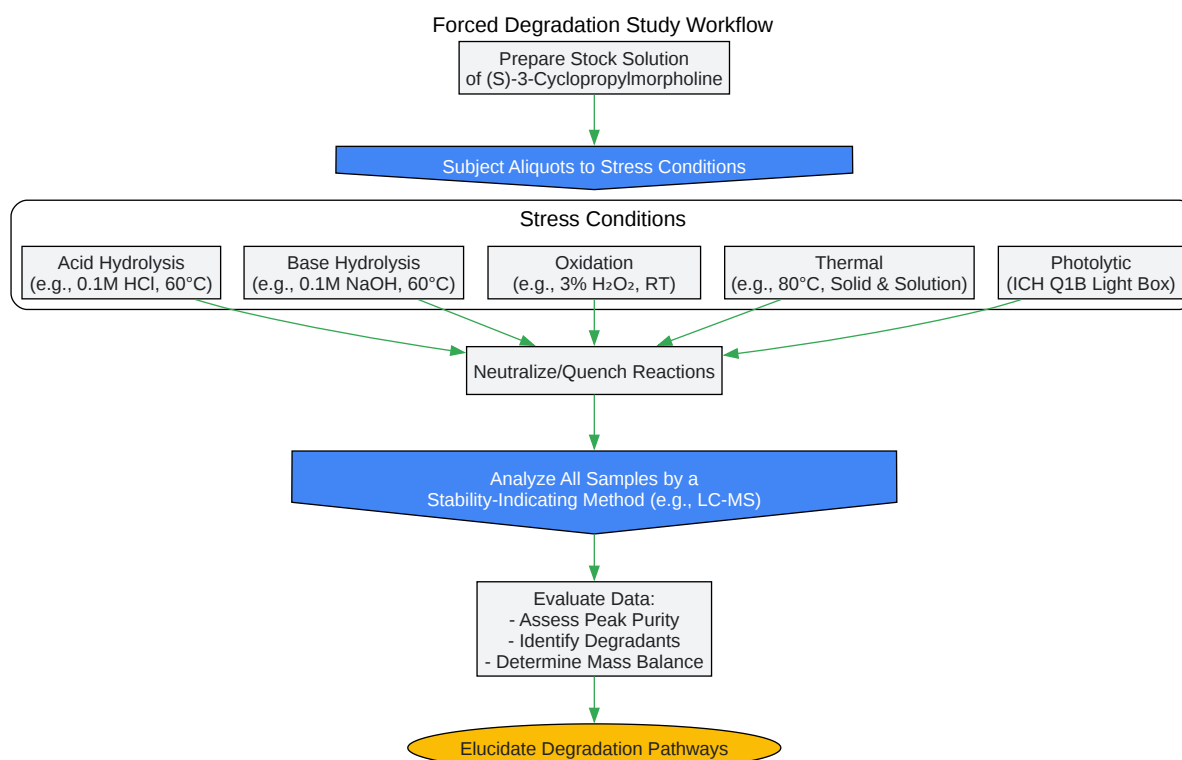 Forced Degradation Study Workflow
Prepare Stock Solution
of (S)-3-Cyclopropylmorpholine
Subject Aliquots to Stress Conditions
Stress Conditions
Acid Hydrolysis
(e.g., 0.1M HCl, 60°C)
Base Hydrolysis
(e.g., 0.1M NaOH, 60°C)
Oxidation
(e.g., 3% H₂O₂, RT)
Thermal
(e.g., 80°C, Solid & Solution)
Photolytic
(ICH Q1B Light Box)
Neutralize/Quench Reactions
Analyze All Samples by a
Stability-Indicating Method (e.g., LC-MS)
Evaluate Data:
- Assess Peak Purity
- Identify Degradants
- Determine Mass Balance
Elucidate Degradation Pathways